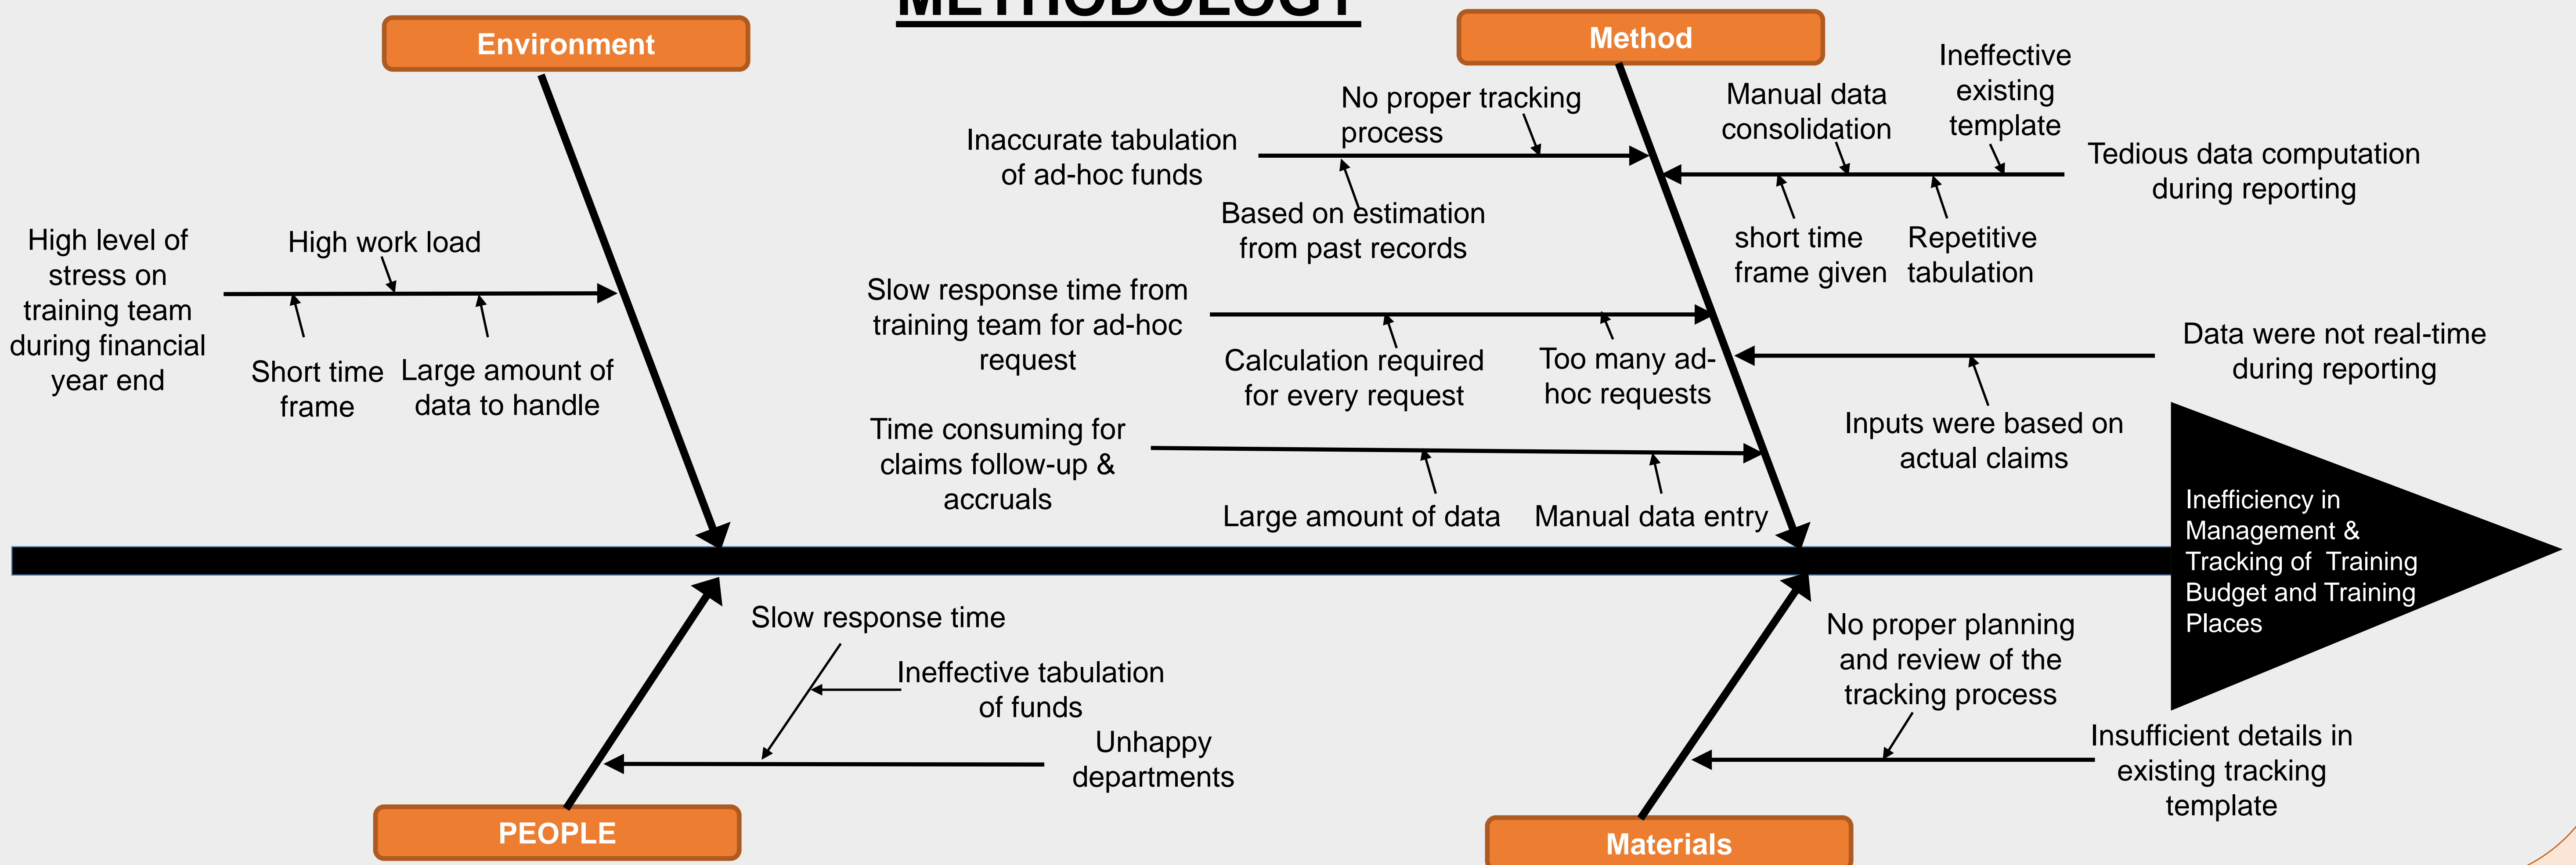 METHODOLOGY
Environment
High level of
stress on
training team
during financial
year end
High work load
Short time
frame
Large amount of
data to handle
Method
Inaccurate tabulation
of ad-hoc funds
No proper tracking
process
Based on estimation
from past records
Slow response time from
training team for ad-hoc
request
Calculation required
for every request
Too many ad-
hoc requests
Time consuming for
claims follow-up &
accruals
Large amount of data
Manual data entry
Manual data
consolidation
Ineffective
existing
template
Tedious data computation
during reporting
short time
frame given
Repetitive
tabulation
Data were not real-time
during reporting
Inputs were based on
actual claims
Inefficiency in
Management &
Tracking of  Training
Budget and Training
Places
Slow response time
Ineffective tabulation
of funds
Unhappy
departments
PEOPLE
No proper planning
and review of the
tracking process
Insufficient details in
existing tracking
template
Materials